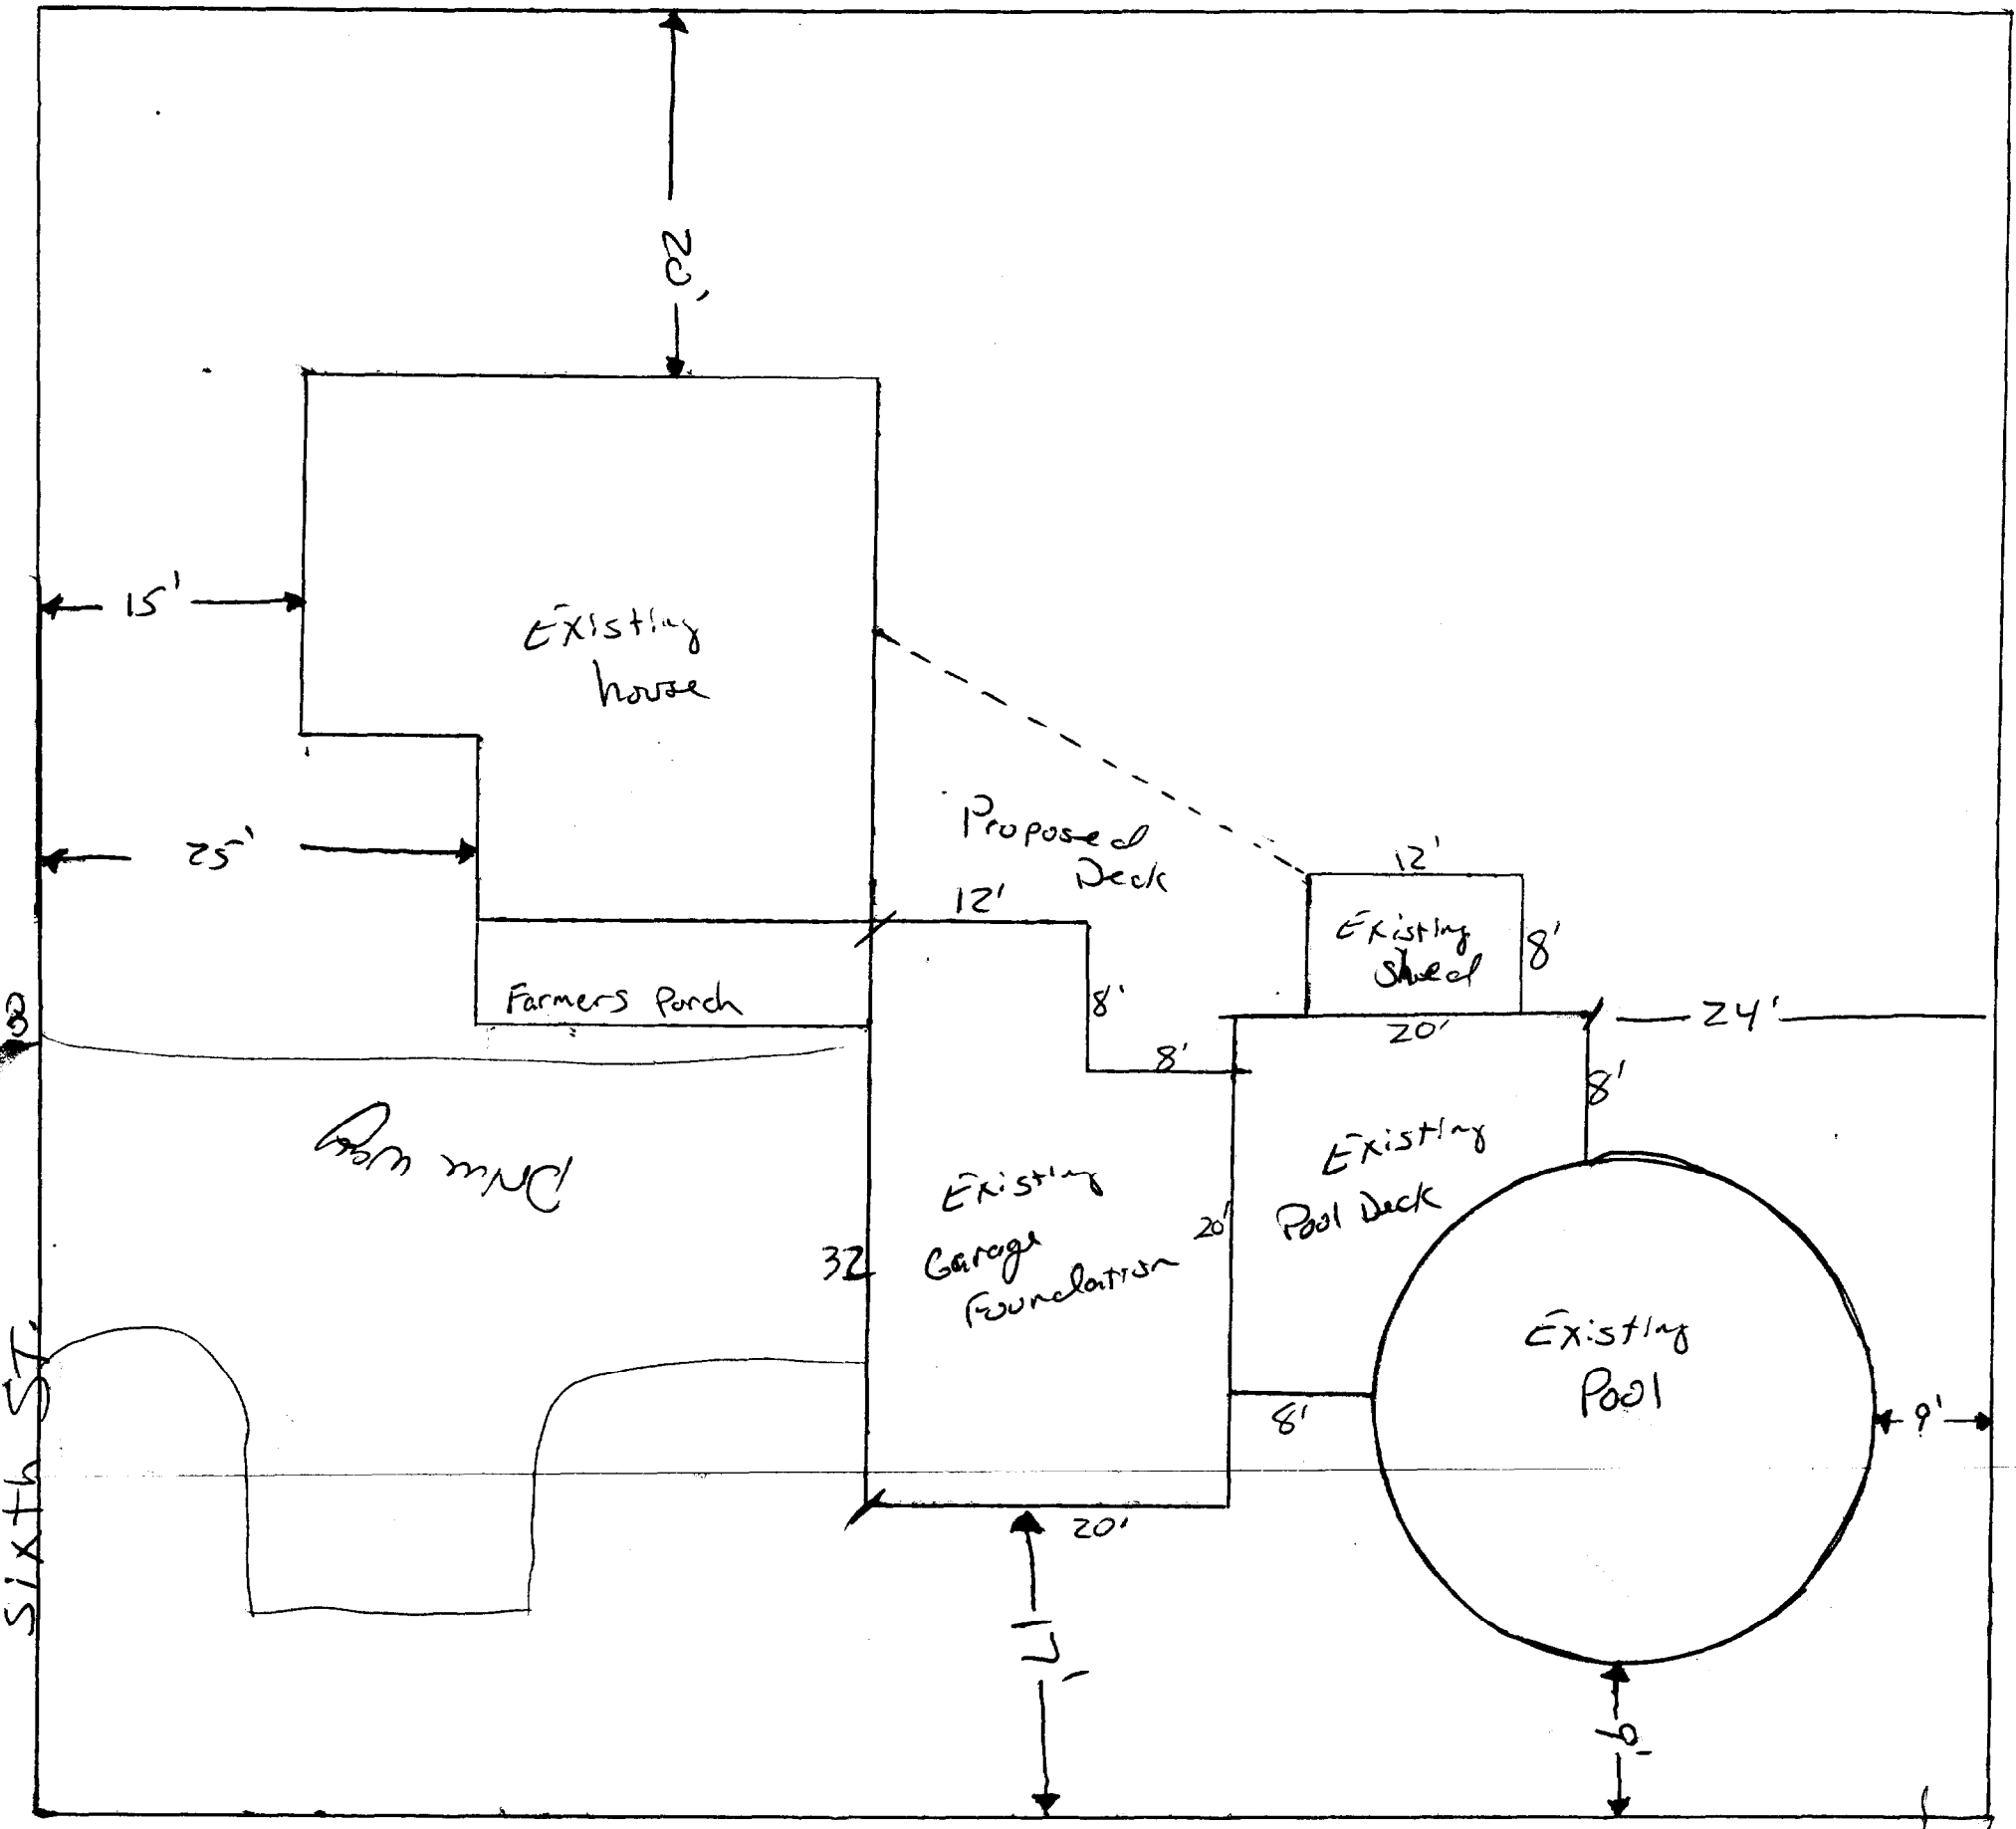 20'
15'
Existing
house
25'
Proposed
Deck
12'
12'
Existing
Shed
8'
Farmers Porch
8'
20'
24'
8'
8'
Drive way
Existing
Pool Deck
Existing
Garage
Foundation
20'
32
Existing
Pool
8'
9'
20'
17'
Sixth ST.